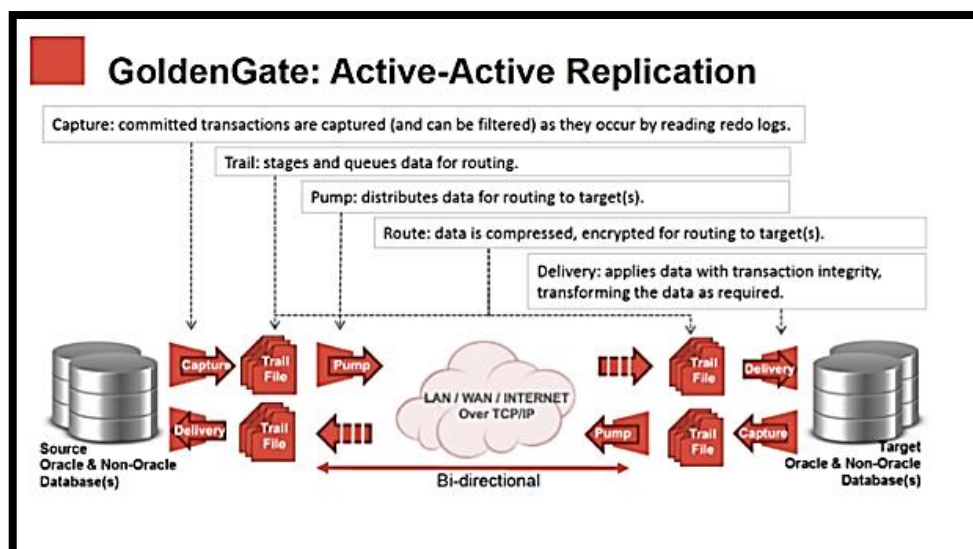 GoldenGate: Active-Active Replication
Capture: committed transactions are captured (and can be filtered) as they occur by reading redo logs.
Trail: stages and queues data for routing.
Pump: distributes data for routing to target(s).
Route: data is compressed, encrypted for routing to target(s).
Delivery: applies data with transaction integrity,
transforming the data as required.
Capture
Trail
File
Pump
LAN / WAN / INTERNET
Over TCP/IP
Trail
File
Delivery
Delivery
Trail
File
Pump
Trail
File
Capture
Source
Oracle & Non-Oracle
Database(s)
Bi-directional
Target
Oracle & Non-Oracle
Database(s)